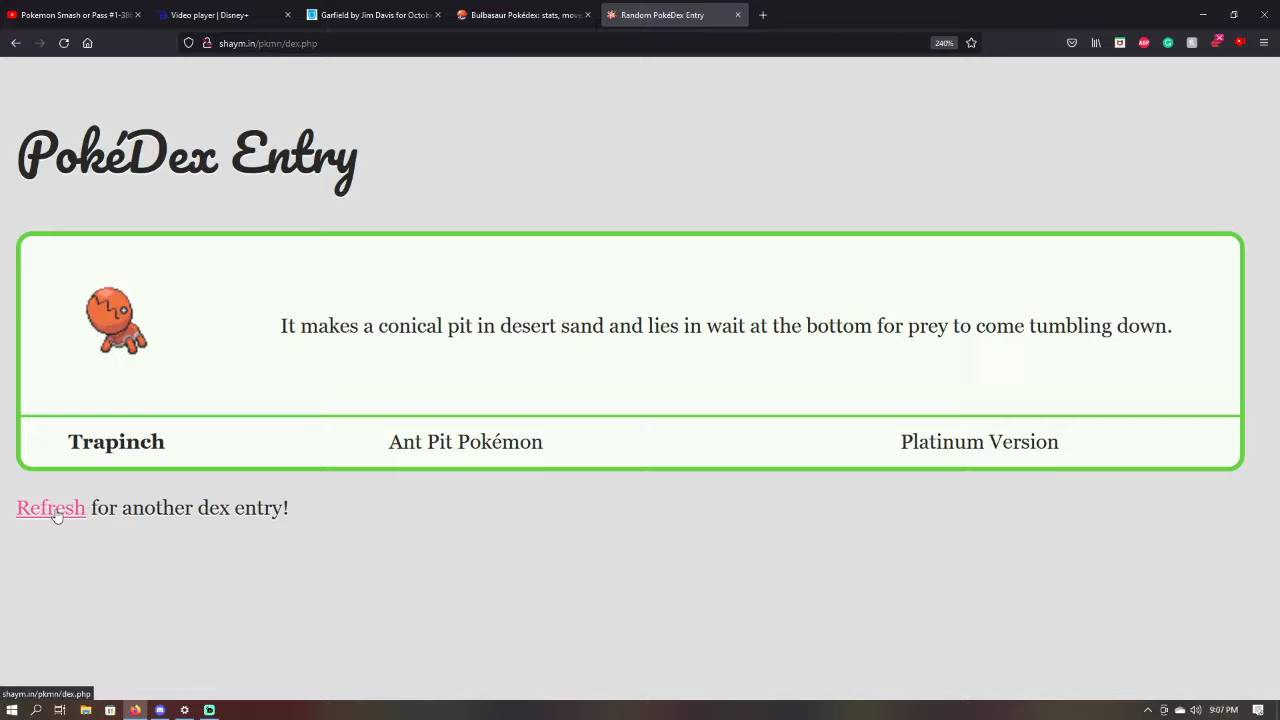 Pokemon Smash or Pass #1-38
Video player | Disney+
Garfield by Jim Davis for Octob
Bulbasaur Pokédex: stats, move
Random PokéDex Entry
shaym.in/pkmn/dex.php
240%
PokéDex Entry
It makes a conical pit in desert sand and lies in wait at the bottom for prey to come tumbling down.
Trapinch Ant Pit Pokémon Platinum Version
Refresh for another dex entry!
shaym.in/pkmn/dex.php
9:07 PM